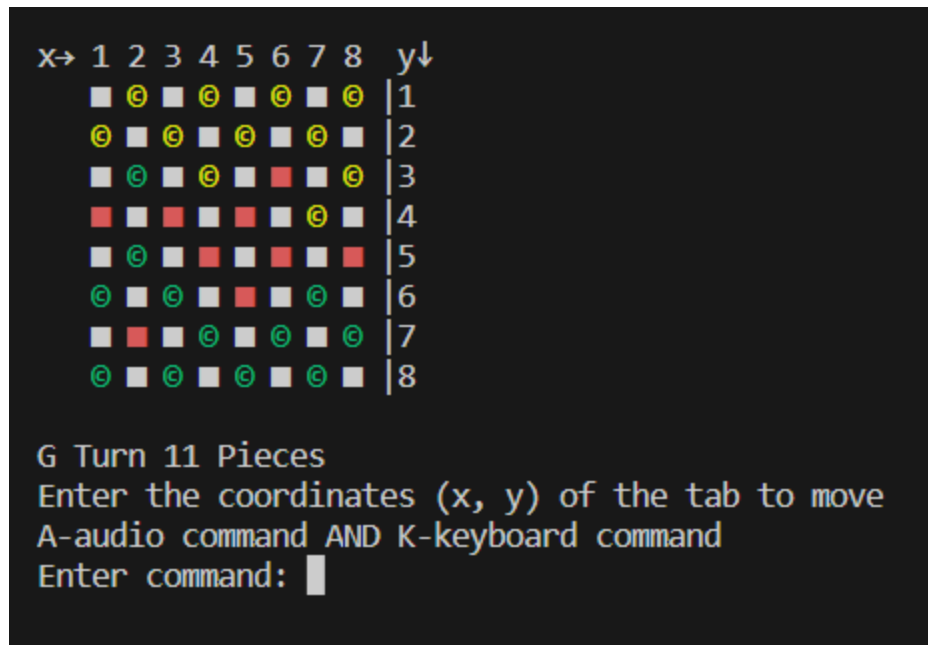 x→ 1 2 3 4 5 6 7 8 y↓
■ © ■ © ■ © ■ © |1
© ■ © ■ © ■ © ■ |2
■ © ■ © ■ ■ ■ © |3
■ ■ ■ ■ ■ ■ © ■ |4
■ © ■ ■ ■ ■ ■ ■ |5
© ■ © ■ ■ ■ © ■ |6
■ ■ ■ © ■ © ■ © |7
© ■ © ■ © ■ © ■ |8
G Turn 11 Pieces
Enter the coordinates (x, y) of the tab to move
A-audio command AND K-keyboard command
Enter command: